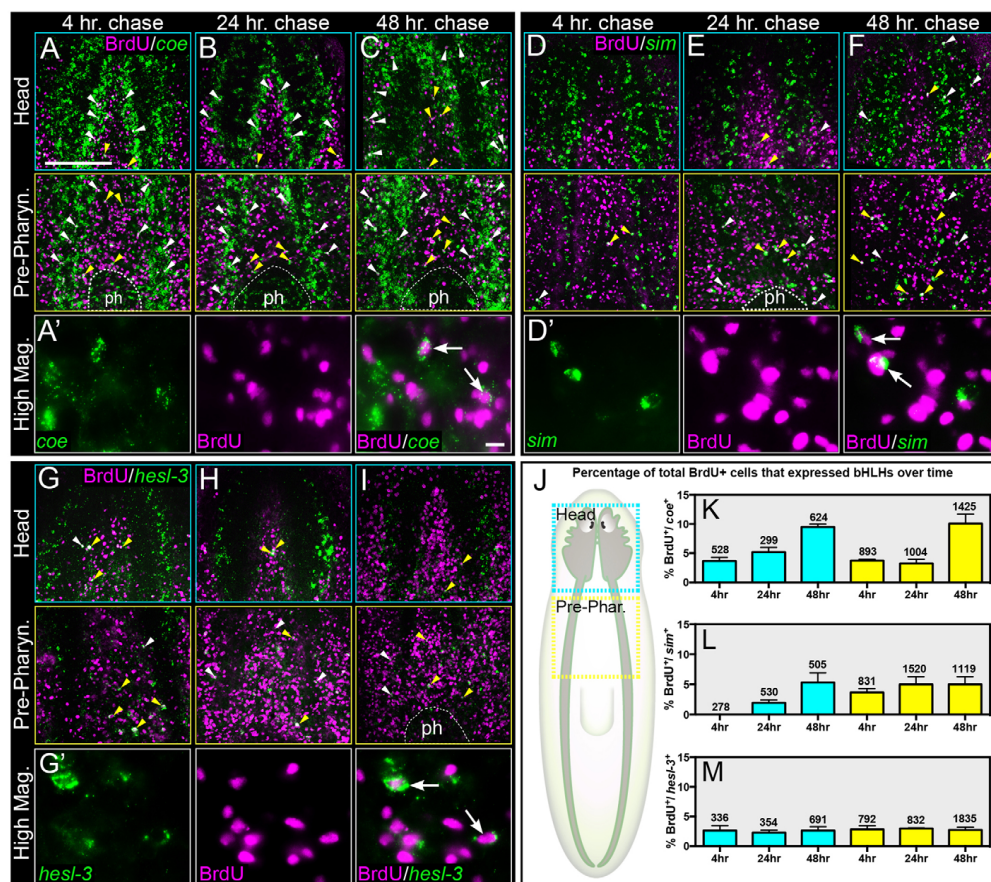 4 hr. chase 24 hr. chase 48 hr. chase
4 hr. chase 24 hr. chase 48 hr. chase
Head
A BrdU/coe B C
D BrdU/sim E F
Pre-Pharyn.
ph ph ph
ph
High Mag.
A' coe BrdU BrdU/coe
D' sim BrdU BrdU/sim
Head
G BrdU/hesl-3 H I
Pre-Pharyn.
ph
High Mag.
G' hesl-3 BrdU BrdU/hesl-3
J Percentage of total BrdU+ cells that expressed bHLHs over time
Head
Pre-Phar.
K
% BrdU+/ coe+
15
10
5
0
528 299 624 893 1004 1425
4hr 24hr 48hr 4hr 24hr 48hr
L
% BrdU+/ sim+
15
10
5
0
278 530 505 831 1520 1119
4hr 24hr 48hr 4hr 24hr 48hr
M
% BrdU+/ hesl-3+
15
10
5
0
336 354 691 792 832 1835
4hr 24hr 48hr 4hr 24hr 48hr